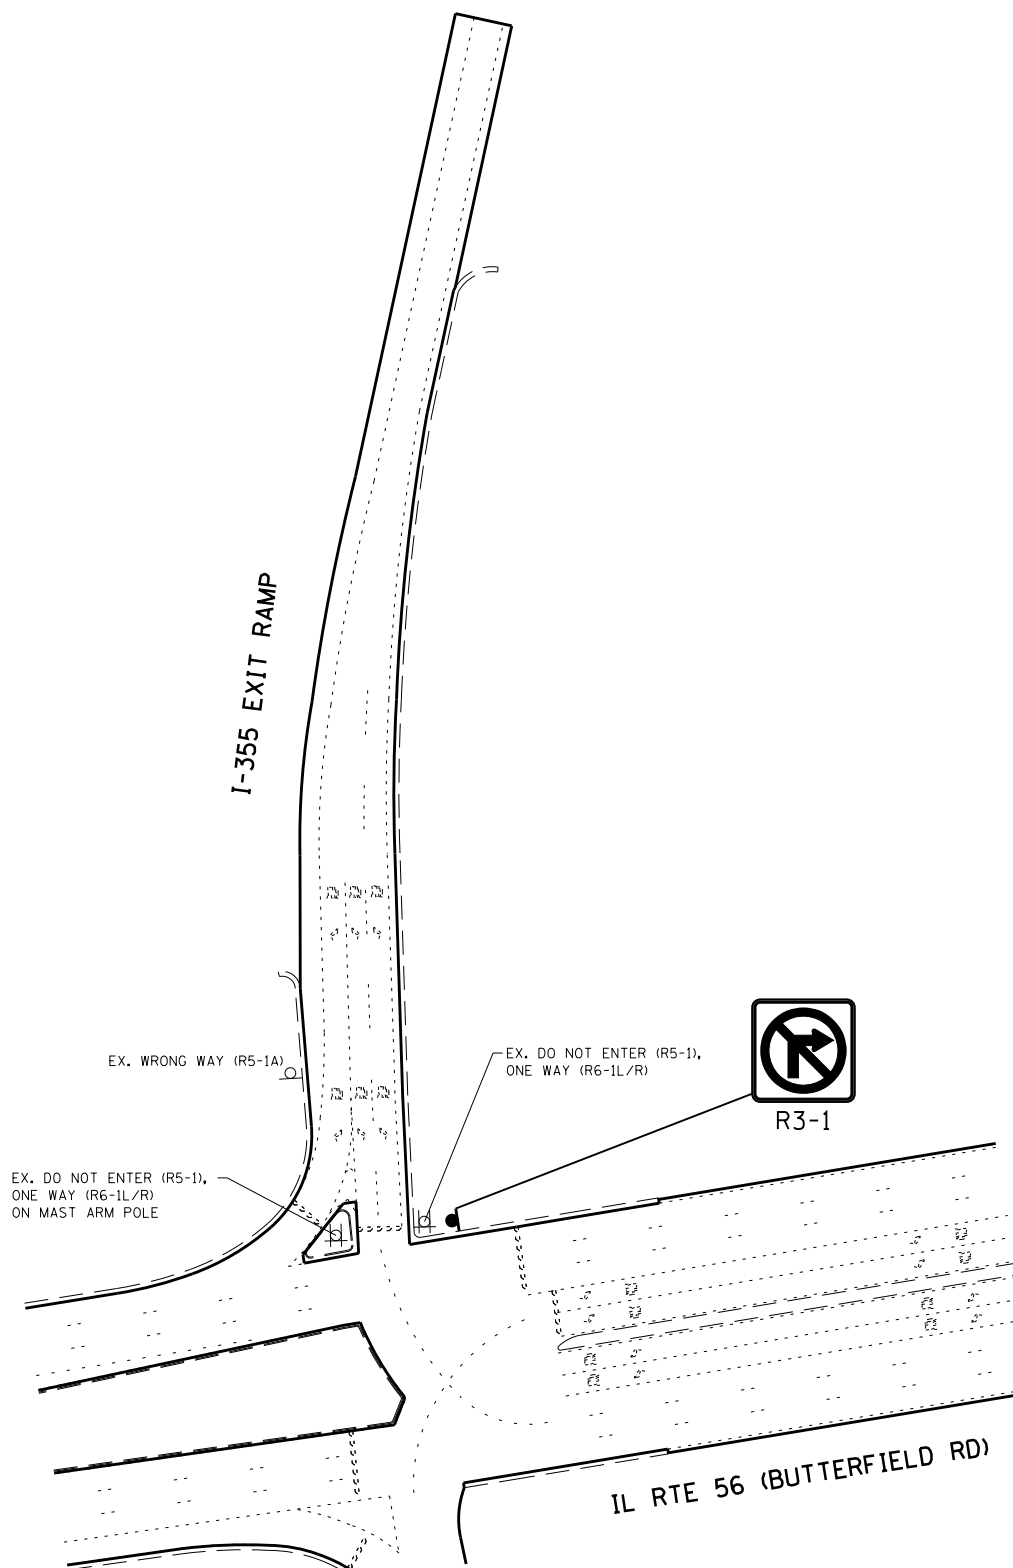 I-355 EXIT RAMP
EX. WRONG WAY (R5-1A)
EX. DO NOT ENTER (R5-1),
ONE WAY (R6-1L/R)
R3-1
EX. DO NOT ENTER (R5-1),
ONE WAY (R6-1L/R)
ON MAST ARM POLE
IL RTE 56 (BUTTERFIELD RD)